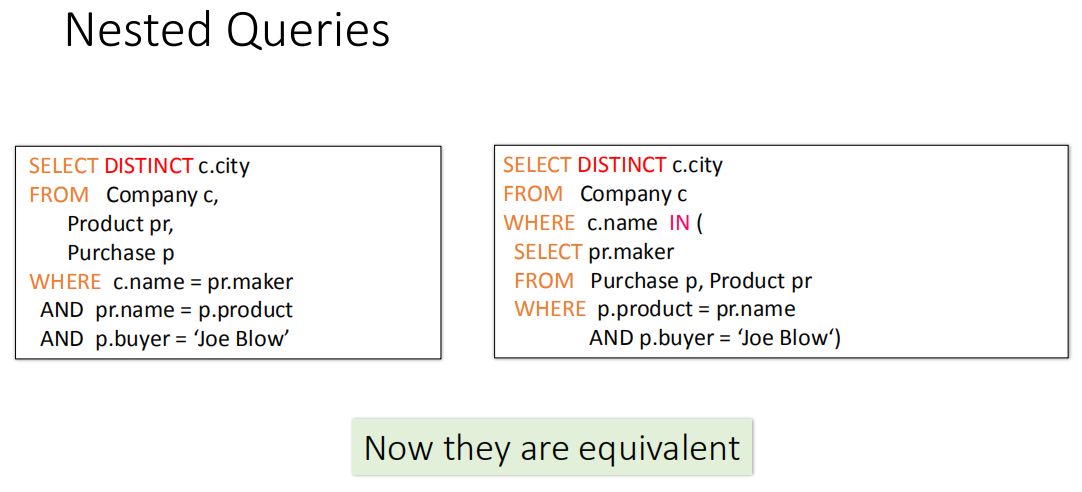 Nested Queries
SELECT DISTINCT c.city
FROM Company c,
Product pr,
Purchase p
WHERE c.name = pr.maker
AND pr.name = p.product
AND p.buyer = ‘Joe Blow’
SELECT DISTINCT c.city
FROM Company c
WHERE c.name IN (
SELECT pr.maker
FROM Purchase p, Product pr
WHERE p.product = pr.name
AND p.buyer = ‘Joe Blow‘)
Now they are equivalent